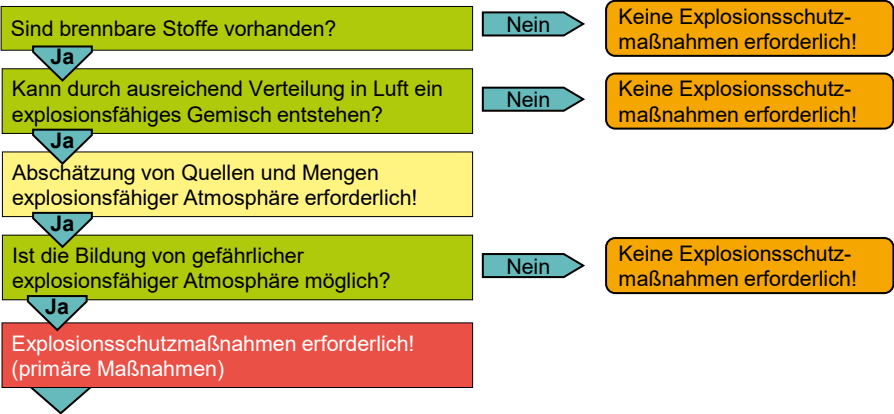 Sind brennbare Stoffe vorhanden?
Nein
Keine Explosionsschutz-
maßnahmen erforderlich!
Ja
Kann durch ausreichend Verteilung in Luft ein
explosionsfähiges Gemisch entstehen?
Nein
Keine Explosionsschutz-
maßnahmen erforderlich!
Ja
Abschätzung von Quellen und Mengen
explosionsfähiger Atmosphäre erforderlich!
Ja
Ist die Bildung von gefährlicher
explosionsfähiger Atmosphäre möglich?
Nein
Keine Explosionsschutz-
maßnahmen erforderlich!
Ja
Explosionsschutzmaßnahmen erforderlich!
(primäre Maßnahmen)